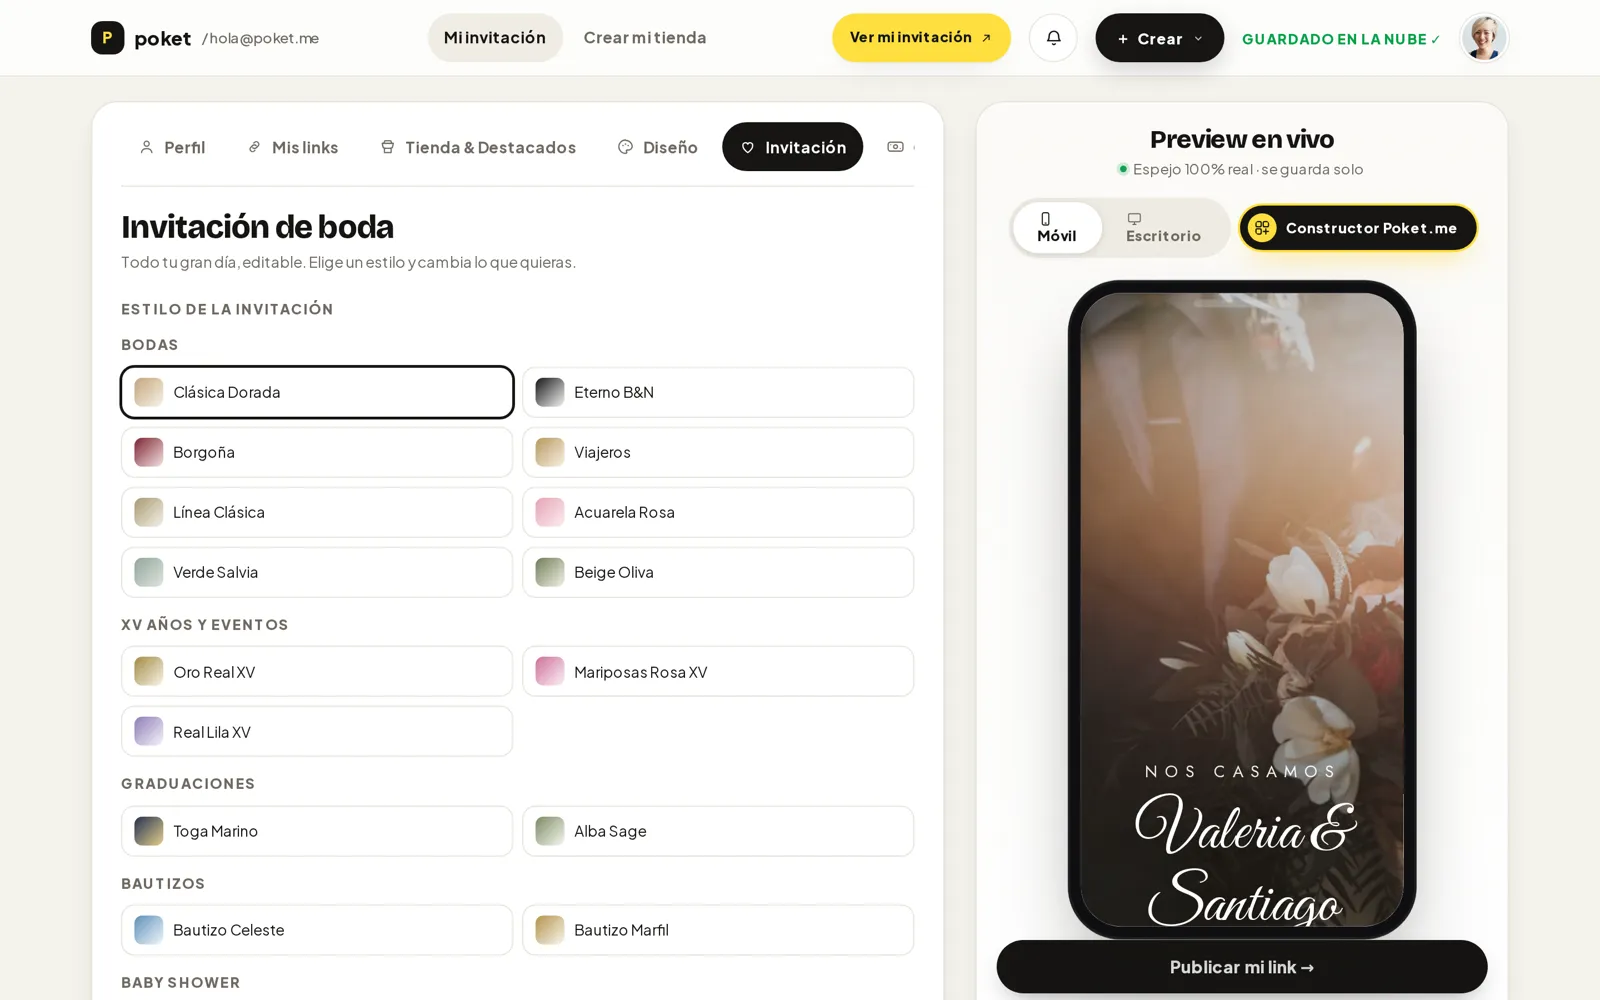 P poket /hola@poket.me
Mi invitación
Crear mi tienda
Ver mi invitación ↗
+ Crear
GUARDADO EN LA NUBE ✓
Perfil
Mis links
Tienda & Destacados
Diseño
Invitación
Invitación de boda
Todo tu gran día, editable. Elige un estilo y cambia lo que quieras.
ESTILO DE LA INVITACIÓN
BODAS
Clásica Dorada
Eterno B&N
Borgoña
Viajeros
Línea Clásica
Acuarela Rosa
Verde Salvia
Beige Oliva
XV AÑOS Y EVENTOS
Oro Real XV
Mariposas Rosa XV
Real Lila XV
GRADUACIONES
Toga Marino
Alba Sage
BAUTIZOS
Bautizo Celeste
Bautizo Marfil
BABY SHOWER
Preview en vivo
Espejo 100% real · se guarda solo
Móvil
Escritorio
Constructor Poket.me
NOS CASAMOS
Valeria &
Santiago
Publicar mi link →